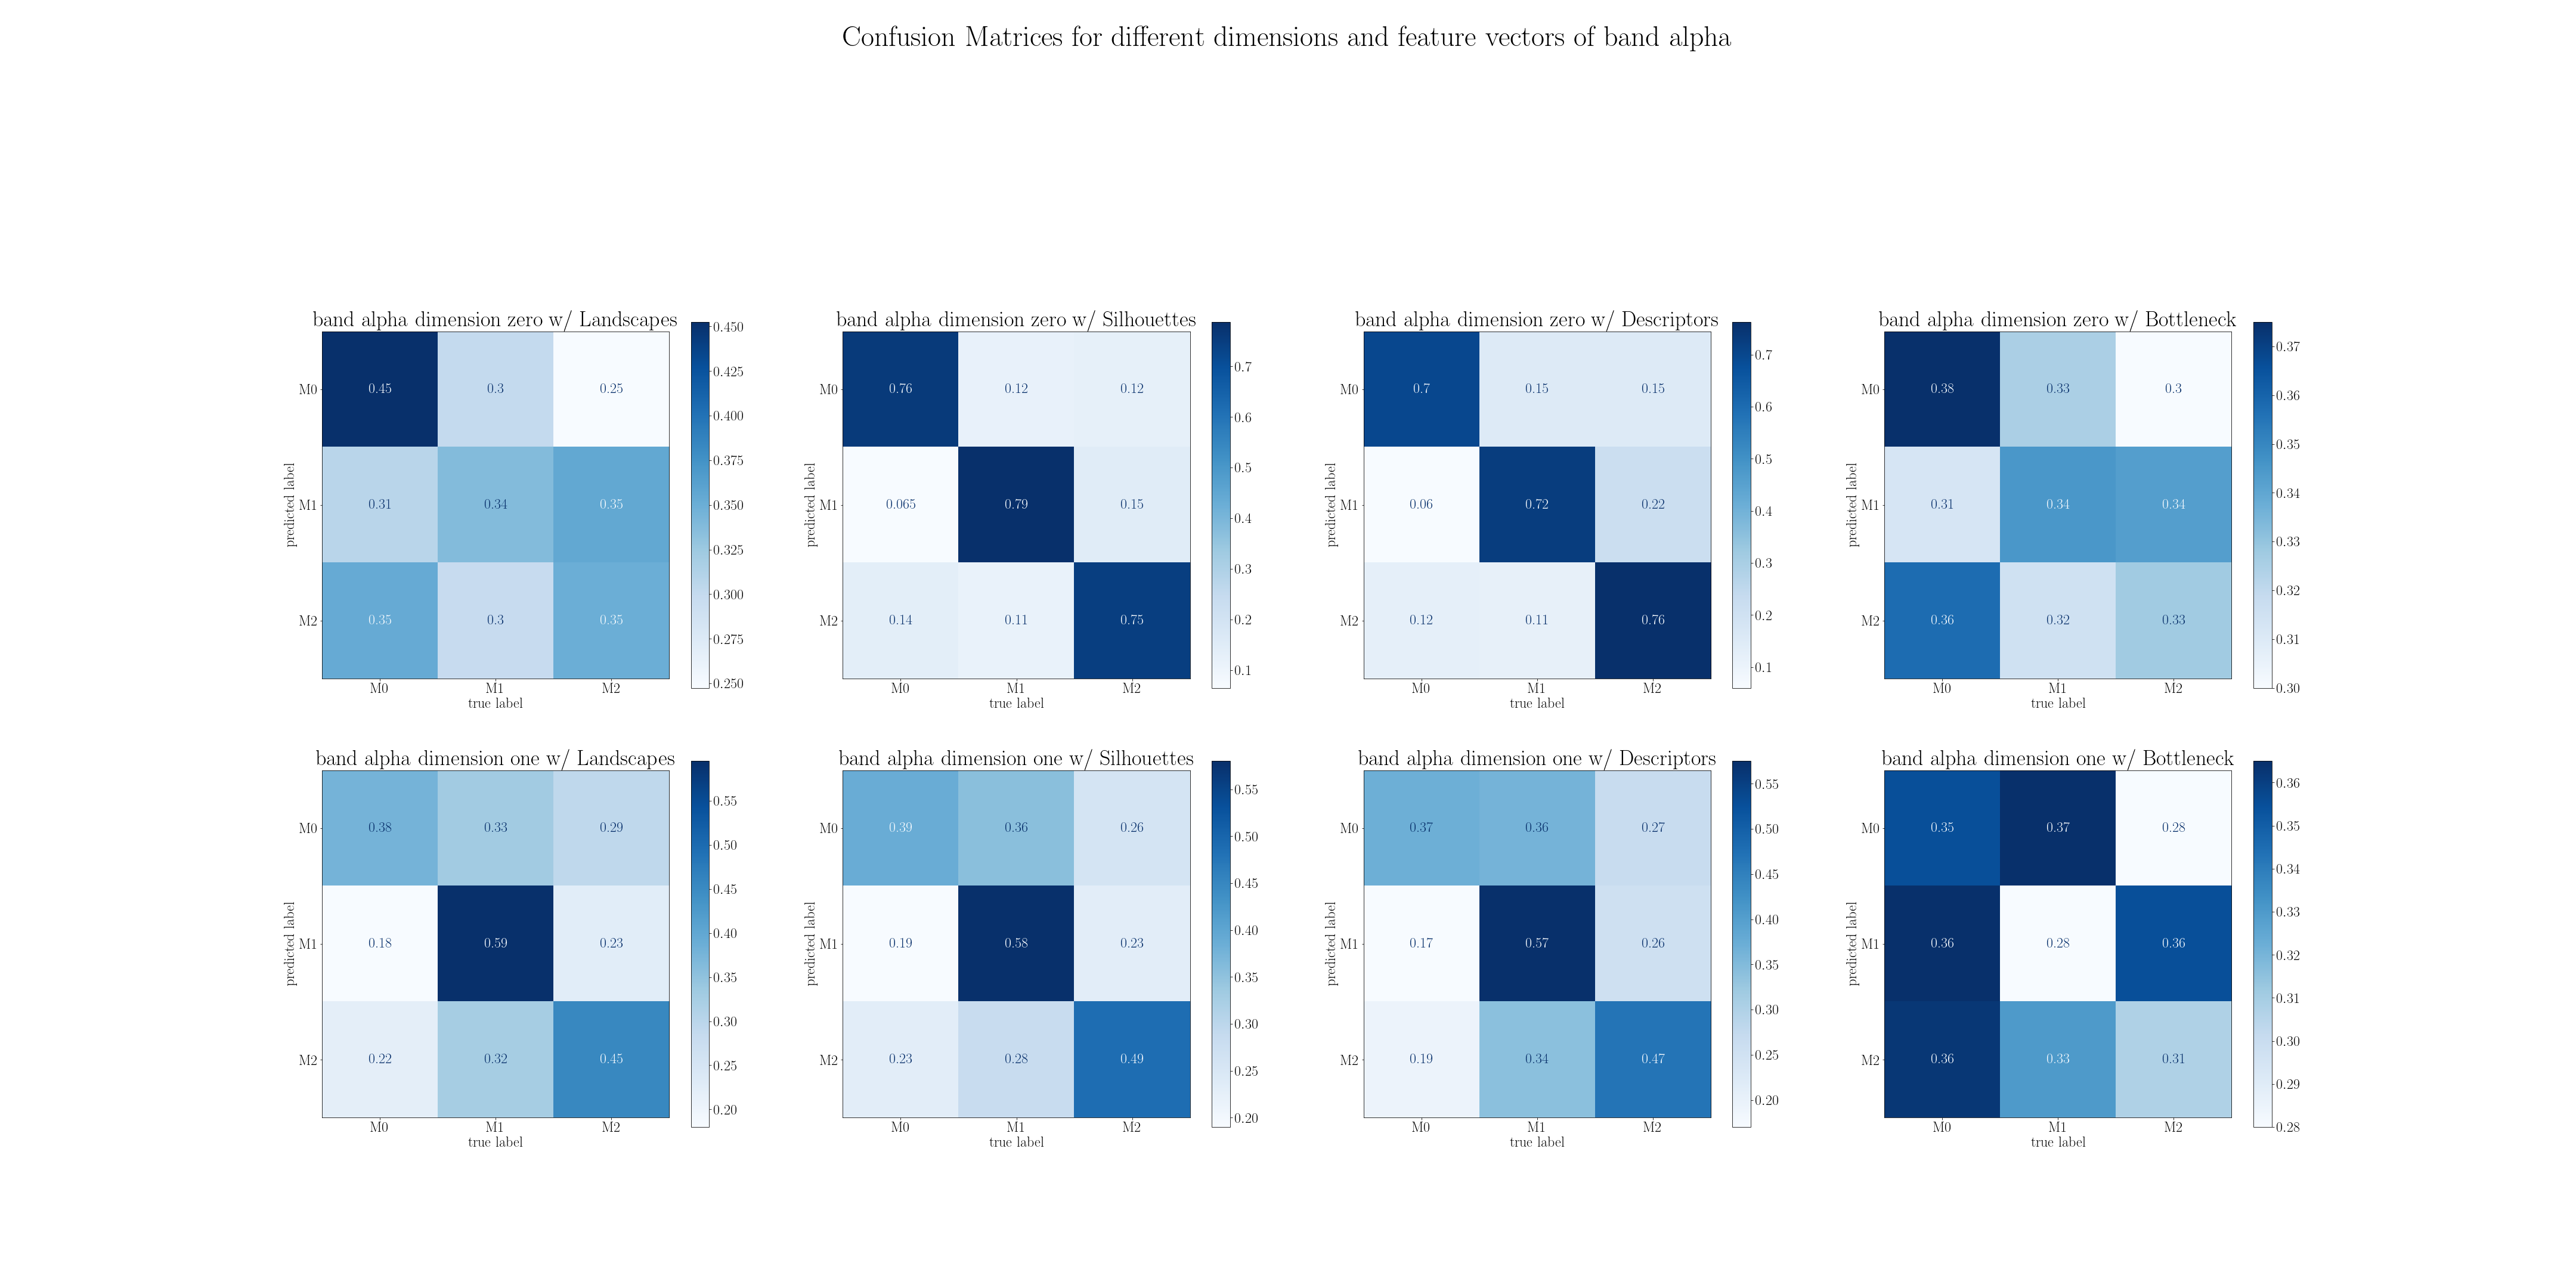 Confusion Matrices for different dimensions and feature vectors of band alpha
band alpha dimension zero w/ Landscapes
predicted label
M0 0.45 0.3 0.25
M1 0.31 0.34 0.35
M2 0.35 0.3 0.35
M0 M1 M2
true label
0.450
0.425
0.400
0.375
0.350
0.325
0.300
0.275
0.250
band alpha dimension zero w/ Silhouettes
predicted label
M0 0.76 0.12 0.12
M1 0.065 0.79 0.15
M2 0.14 0.11 0.75
M0 M1 M2
true label
0.7
0.6
0.5
0.4
0.3
0.2
0.1
band alpha dimension zero w/ Descriptors
predicted label
M0 0.7 0.15 0.15
M1 0.06 0.72 0.22
M2 0.12 0.11 0.76
M0 M1 M2
true label
0.7
0.6
0.5
0.4
0.3
0.2
0.1
band alpha dimension zero w/ Bottleneck
predicted label
M0 0.38 0.33 0.3
M1 0.31 0.34 0.34
M2 0.36 0.32 0.33
M0 M1 M2
true label
0.37
0.36
0.35
0.34
0.33
0.32
0.31
0.30
band alpha dimension one w/ Landscapes
predicted label
M0 0.38 0.33 0.29
M1 0.18 0.59 0.23
M2 0.22 0.32 0.45
M0 M1 M2
true label
0.55
0.50
0.45
0.40
0.35
0.30
0.25
0.20
band alpha dimension one w/ Silhouettes
predicted label
M0 0.39 0.36 0.26
M1 0.19 0.58 0.23
M2 0.23 0.28 0.49
M0 M1 M2
true label
0.55
0.50
0.45
0.40
0.35
0.30
0.25
0.20
band alpha dimension one w/ Descriptors
predicted label
M0 0.37 0.36 0.27
M1 0.17 0.57 0.26
M2 0.19 0.34 0.47
M0 M1 M2
true label
0.55
0.50
0.45
0.40
0.35
0.30
0.25
0.20
band alpha dimension one w/ Bottleneck
predicted label
M0 0.35 0.37 0.28
M1 0.36 0.28 0.36
M2 0.36 0.33 0.31
M0 M1 M2
true label
0.36
0.35
0.34
0.33
0.32
0.31
0.30
0.29
0.28